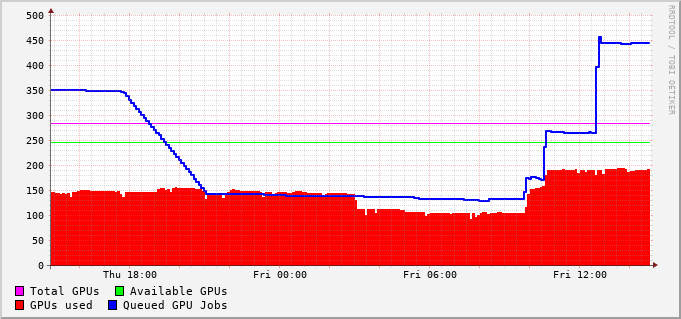 RRDTOOL / TOBI OETIKER
500
450
400
350
300
250
200
150
100
50
0
Thu 18:00 Fri 00:00 Fri 06:00 Fri 12:00
Total GPUs Available GPUs
GPUs used Queued GPU Jobs